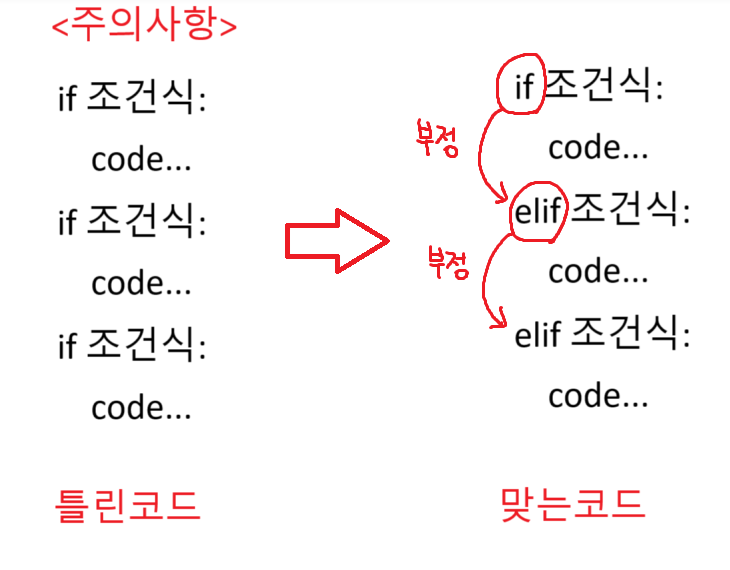 <주의사항>
if 조건식:
code...
if 조건식:
code...
if 조건식:
code...
틀린코드
if 조건식:
부정
code...
elif 조건식:
부정
code...
elif 조건식:
code...
맞는코드